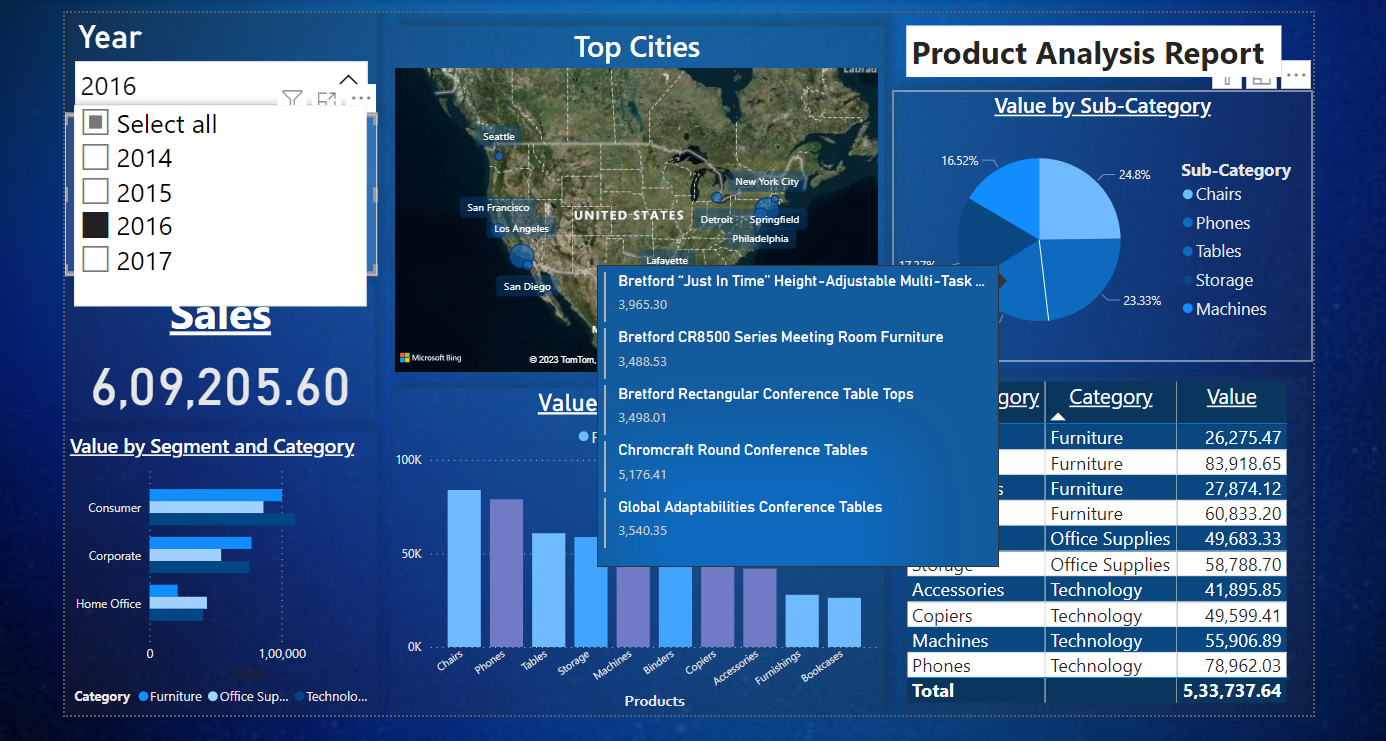 Year
2016
Select all
2014
2015
2016
2017
Sales
6,09,205.60
Value by Segment and Category
Consumer
Corporate
Home Office
0
1,00,000
Category
Furniture
Office Sup...
Technolo...
Top Cities
Seattle
San Francisco
Los Angeles
San Diego
UNITED STATES
New York City
Detroit
Springfield
Philadelphia
Lafayette
Microsoft Bing
© 2023 TomTom,
Value
100K
50K
0K
Chairs
Phones
Tables
Storage
Machines
Binders
Copiers
Accessories
Furnishings
Bookcases
Products
Bretford “Just In Time” Height-Adjustable Multi-Task ...
3,965.30
Bretford CR8500 Series Meeting Room Furniture
3,488.53
Bretford Rectangular Conference Table Tops
3,498.01
Chromcraft Round Conference Tables
5,176.41
Global Adaptabilities Conference Tables
3,540.35
Product Analysis Report
Value by Sub-Category
16.52%
24.8%
23.33%
Sub-Category
Chairs
Phones
Tables
Storage
Machines
gory Category Value
Furniture 26,275.47
Furniture 83,918.65
Furniture 27,874.12
Furniture 60,833.20
Office Supplies 49,683.33
Storage Office Supplies 58,788.70
Accessories Technology 41,895.85
Copiers Technology 49,599.41
Machines Technology 55,906.89
Phones Technology 78,962.03
Total 5,33,737.64